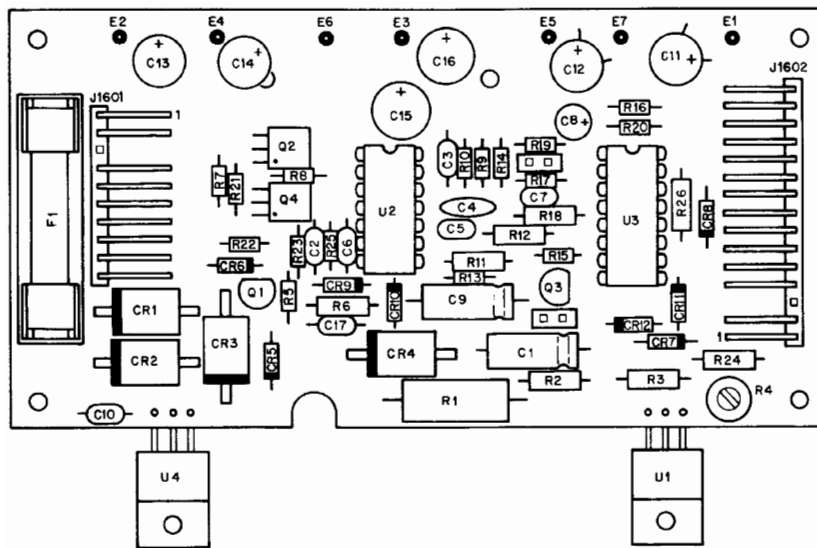 E2 E4 E6 E3 E5 E7 E1
C13 C14 C16 C12 C11
J1601 J1602
1
C15 C8 R16
R20
Q2 C3 R10 R9 R14 R19
F1 R7 R21 R8 R17
Q4 U2 C4 C7 U3 R26 CR8
C5 R18
R22 R23 C2 R25 C6 R12
CR6 R11 R15
Q1 R5 CR9 CR10 R13 Q3
CR1 R6 C9 CR11
C17 CR12
CR2 CR3 CR5 CR4 C1 CR7 1
R24
R2 R3 R4
C10 R1
U4 U1